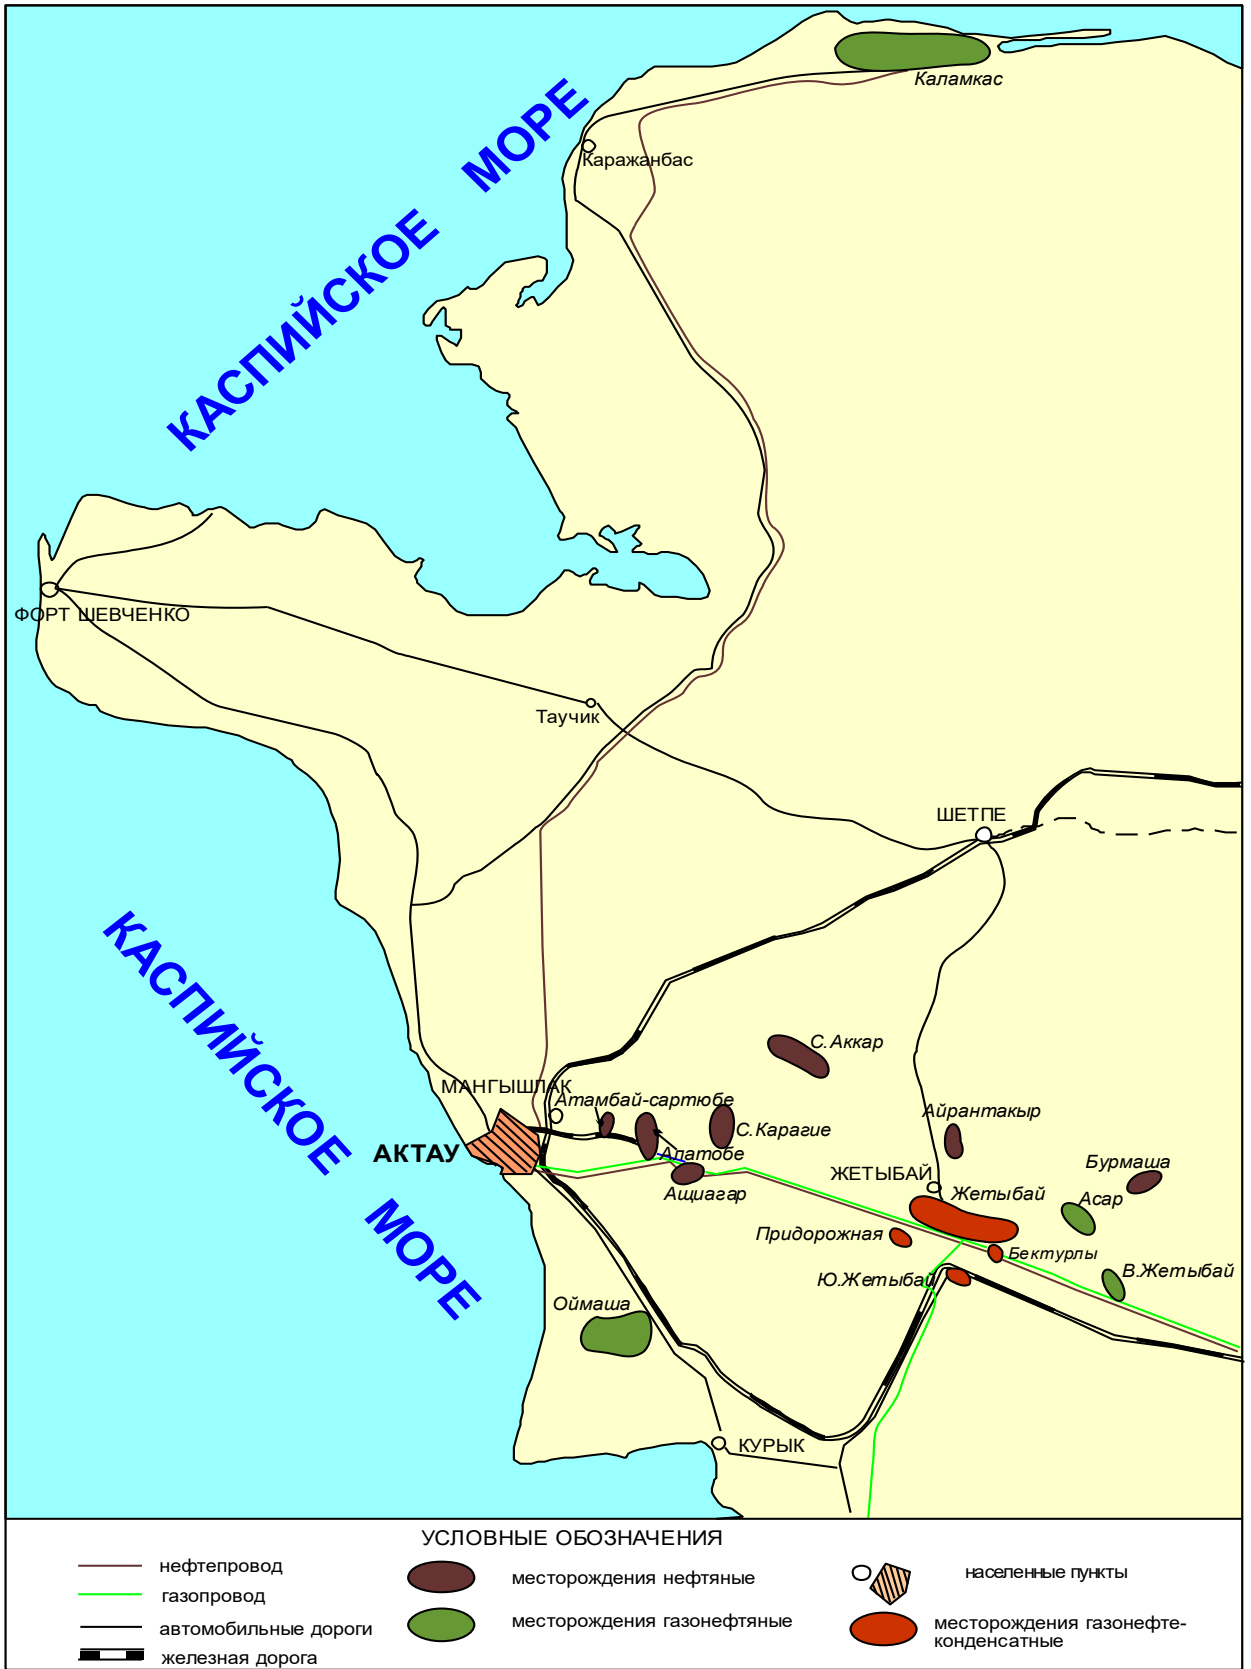 Каламкас
МОРЕ
Каражанбас
КАСПИЙСКОЕ
ФОРТ ШЕВЧЕНКО
Таучик
ШЕТПЕ
КАСПИЙСКОЕ
МОРЕ
С.Аккар
МАНГЫШЛАК
Атамбай-сартюбе
Айрантакыр
С.Карагие
АКТАУ
Алатобе
Бурмаша
ЖЕТЫБАЙ
Жетыбай
Ащиагар
Асар
Придорожная
Бектурлы
Ю.Жетыбай
В.Жетыбай
Оймаша
КУРЫК
УСЛОВНЫЕ ОБОЗНАЧЕНИЯ
нефтепровод
газопровод
автомобильные дороги
железная дорога
месторождения нефтяные
месторождения газонефтяные
населенные пункты
месторождения газонефте-
конденсатные